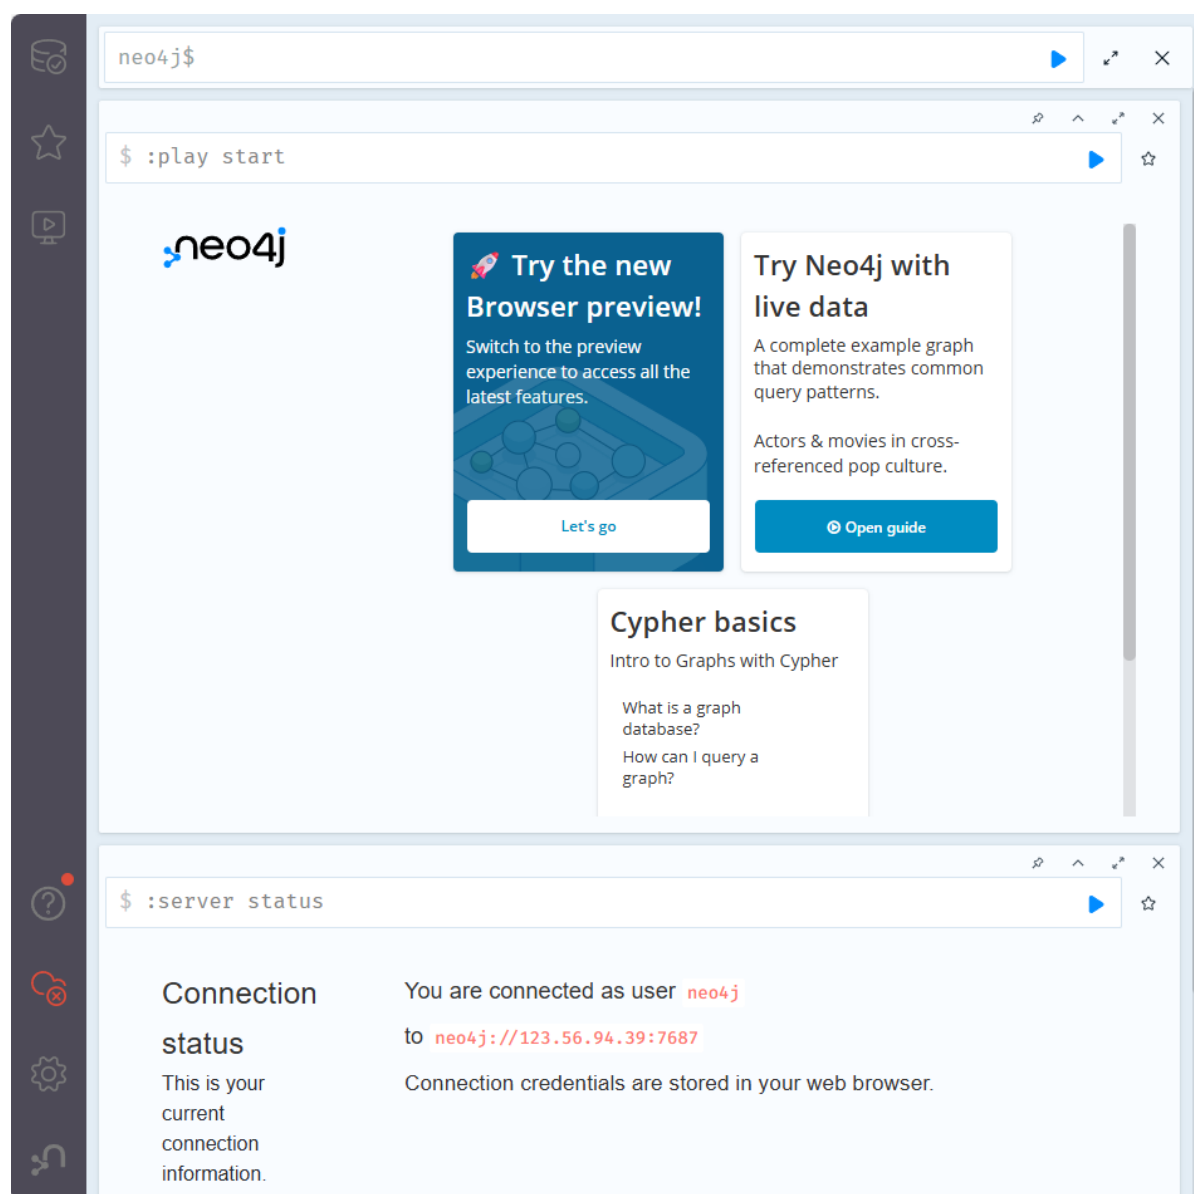 neo4j$
$ :play start
neo4j
🚀 Try the new
Browser preview!
Switch to the preview
experience to access all the
latest features.
Let's go
Try Neo4j with
live data
A complete example graph
that demonstrates common
query patterns.
Actors & movies in cross-
referenced pop culture.
Open guide
Cypher basics
Intro to Graphs with Cypher
What is a graph
database?
How can I query a
graph?
$ :server status
Connection
status
This is your
current
connection
information.
You are connected as user neo4j
to neo4j://123.56.94.39:7687
Connection credentials are stored in your web browser.